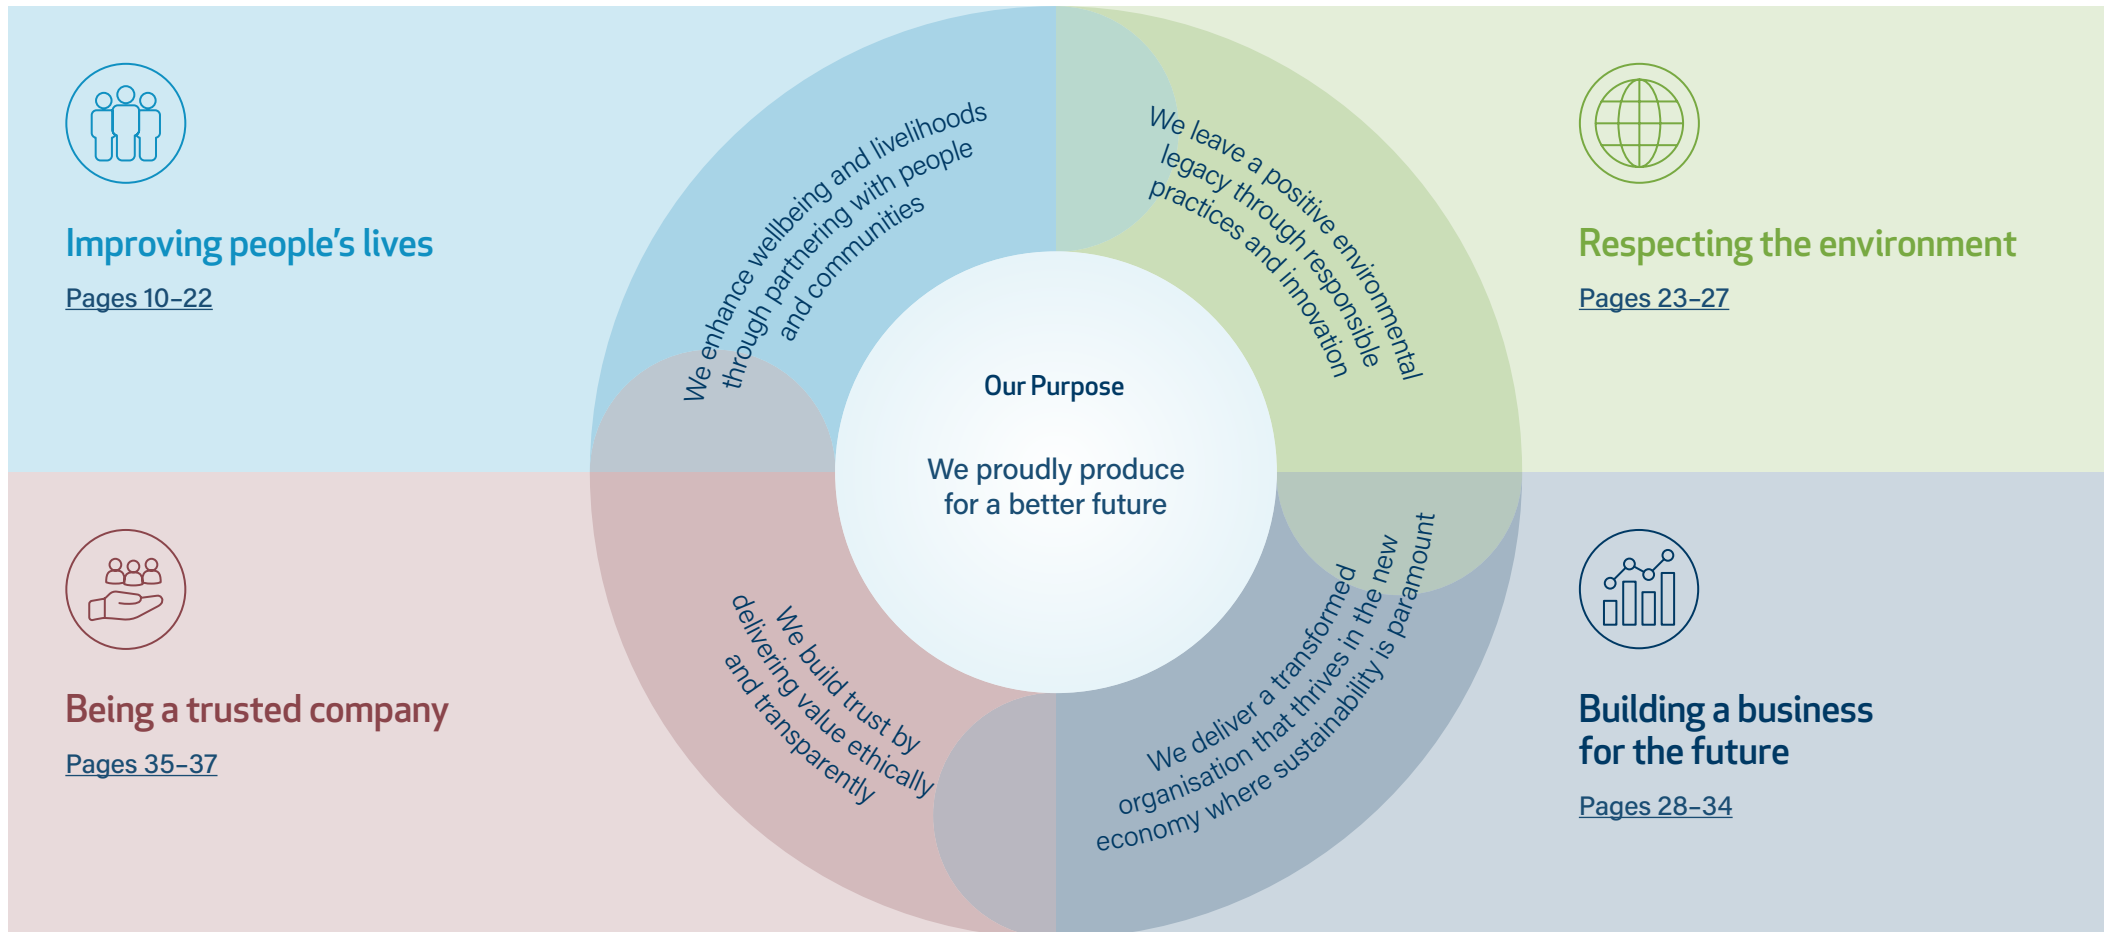 Improving people's lives
Pages 10–22
We enhance wellbeing and livelihoods
through partnering with people
and communities
We leave a positive environmental
legacy through responsible
practices and innovation
Respecting the environment
Pages 23–27
Our Purpose
We proudly produce
for a better future
Being a trusted company
Pages 35–37
We build trust by
delivering value ethically
and transparently
We deliver a transformed
organisation that thrives in the new
economy where sustainability is paramount
Building a business
for the future
Pages 28–34